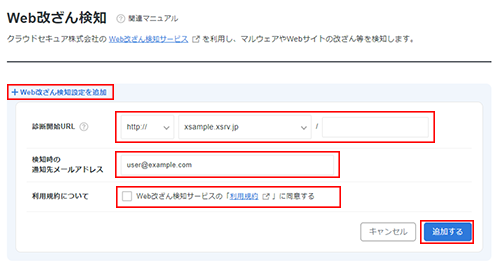 Web改ざん検知 ? 関連マニュアル
クラウドセキュア株式会社の Web改ざん検知サービス を利用し、マルウェアやWebサイトの改ざん等を検知します。
+ Web改ざん検知設定を追加
診断開始URL ? http:// xsample.xsrv.jp /
検知時の
通知先メールアドレス user@example.com
利用規約について Web改ざん検知サービスの「利用規約 」に同意する
キャンセル 追加する